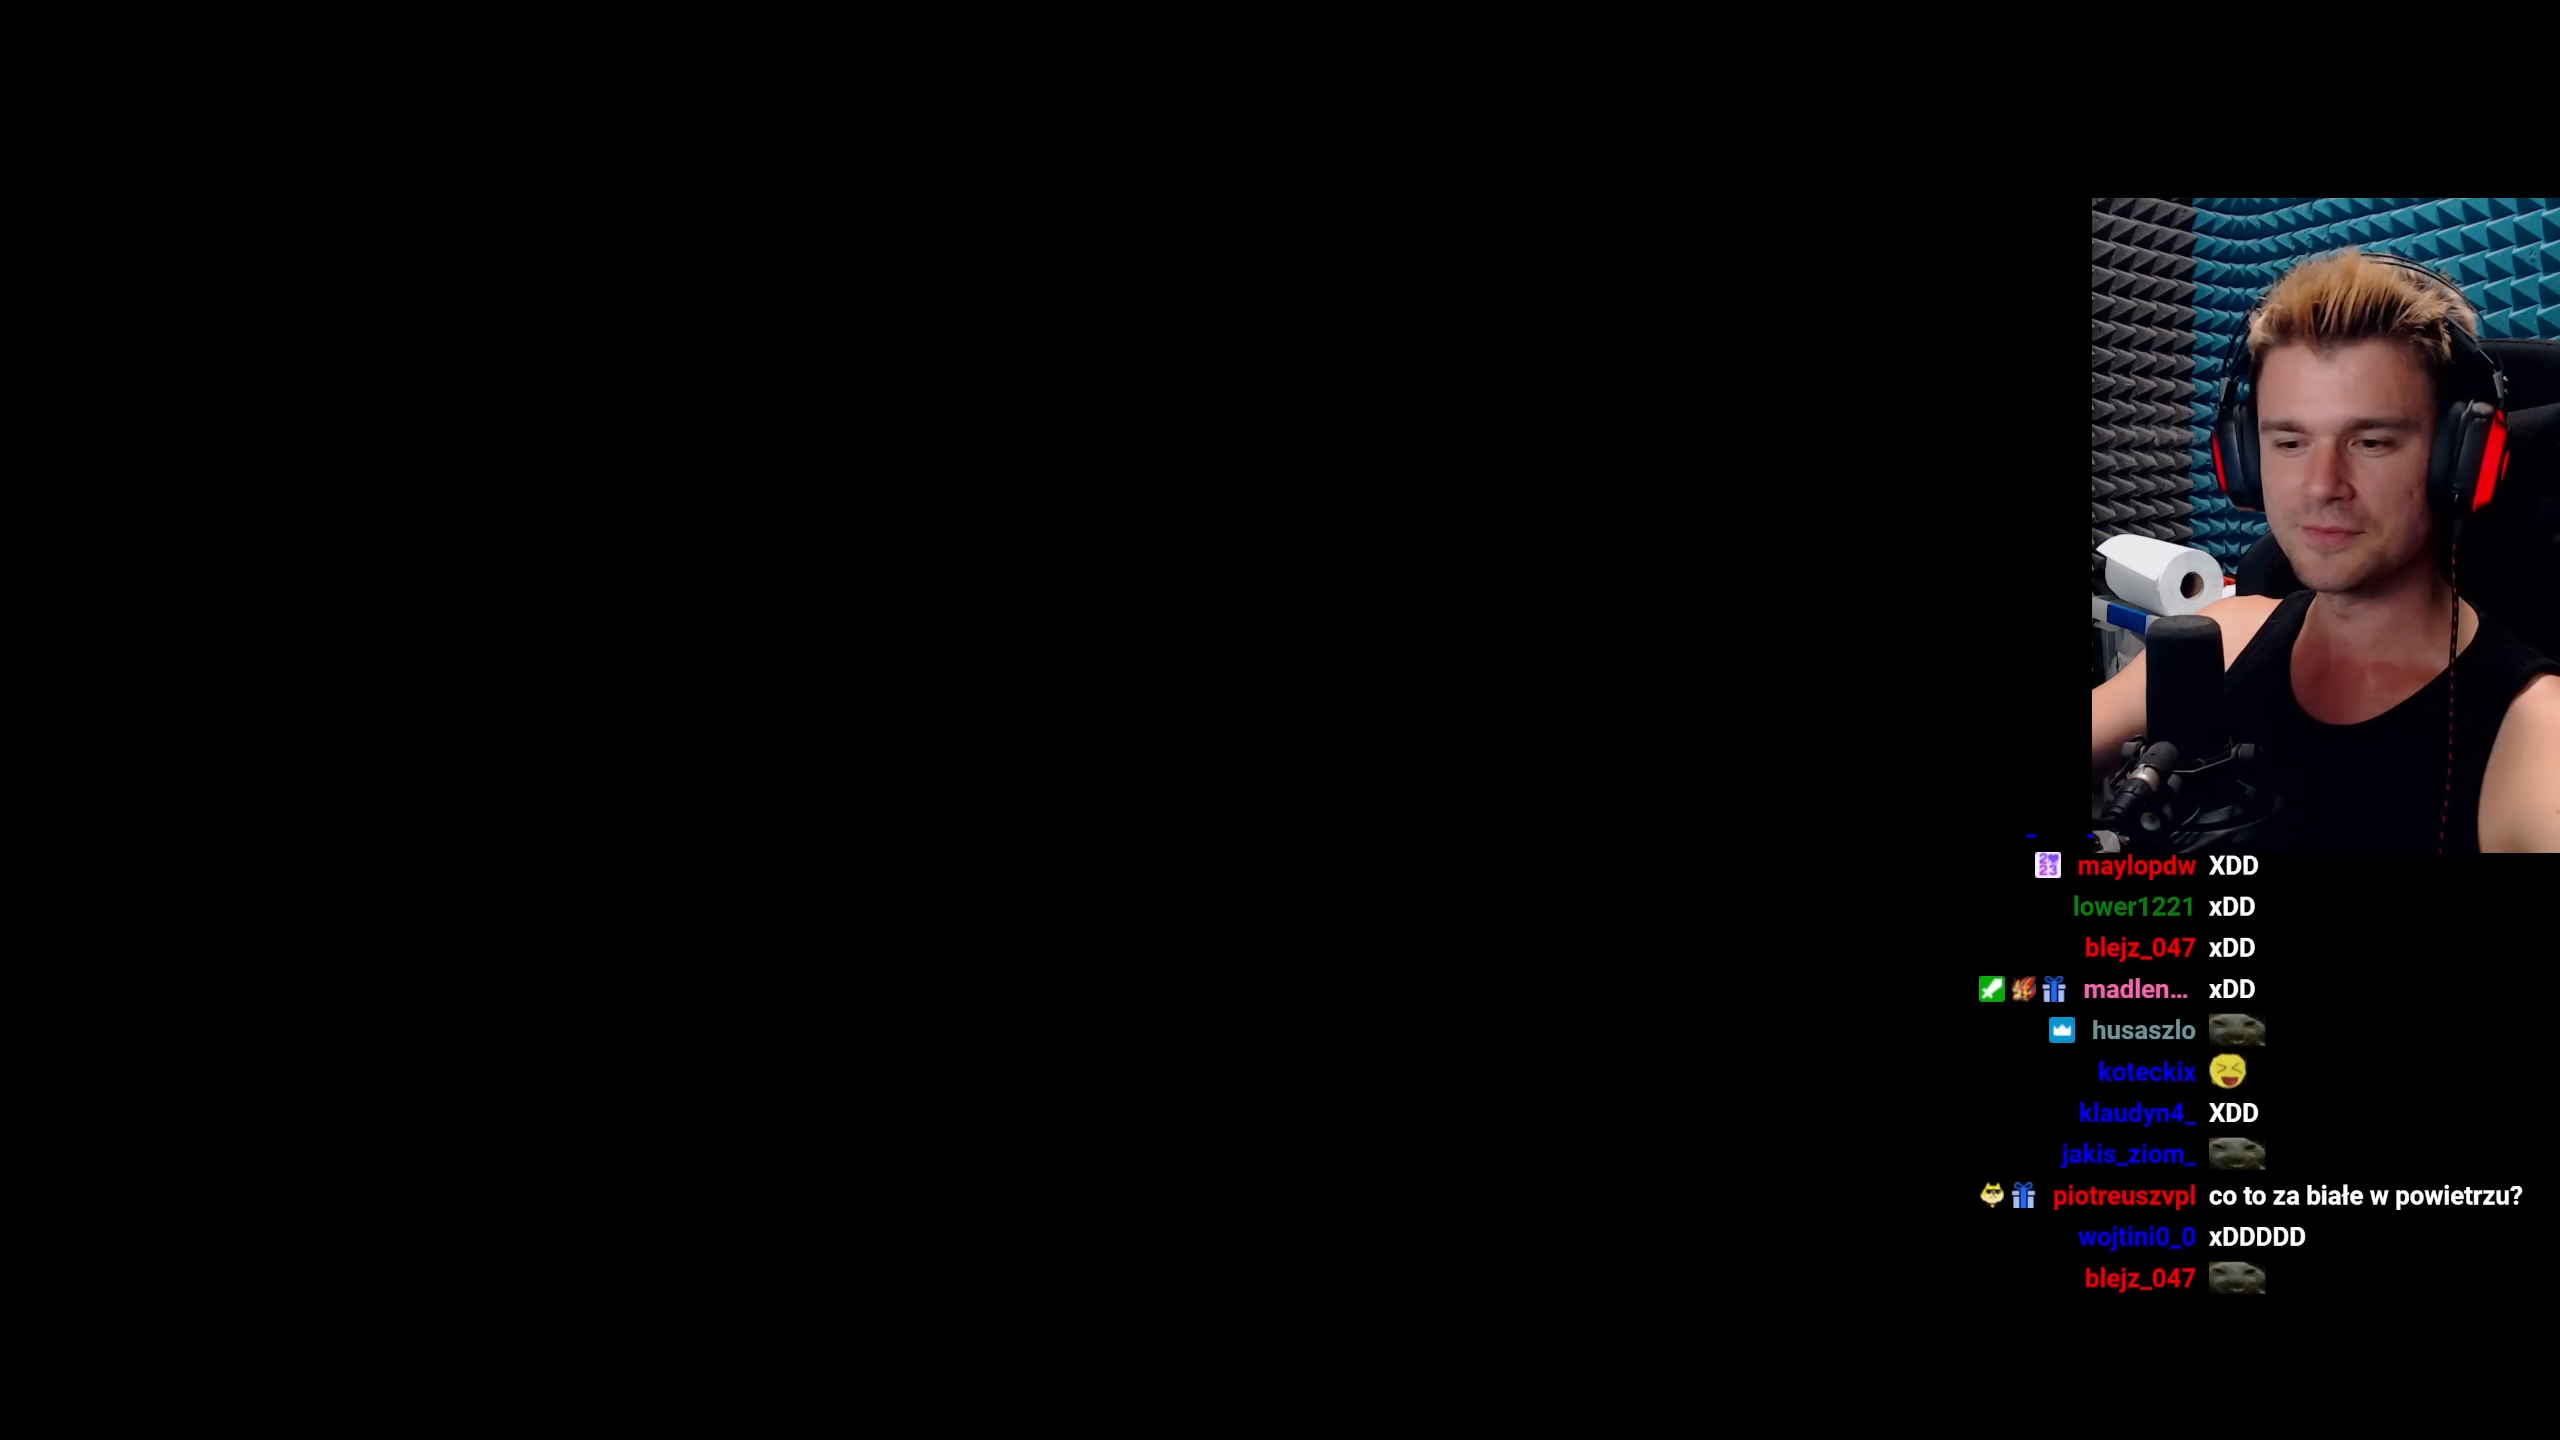 maylopdw XDD
lower1221 xDD
blejz_047 xDD
madlen... xDD
husaszlo
koteckix
klaudyn4_ XDD
jakis_ziom_
piotreuszvpl co to za białe w powietrzu?
wojtini0_0 xDDDDD
blejz_047